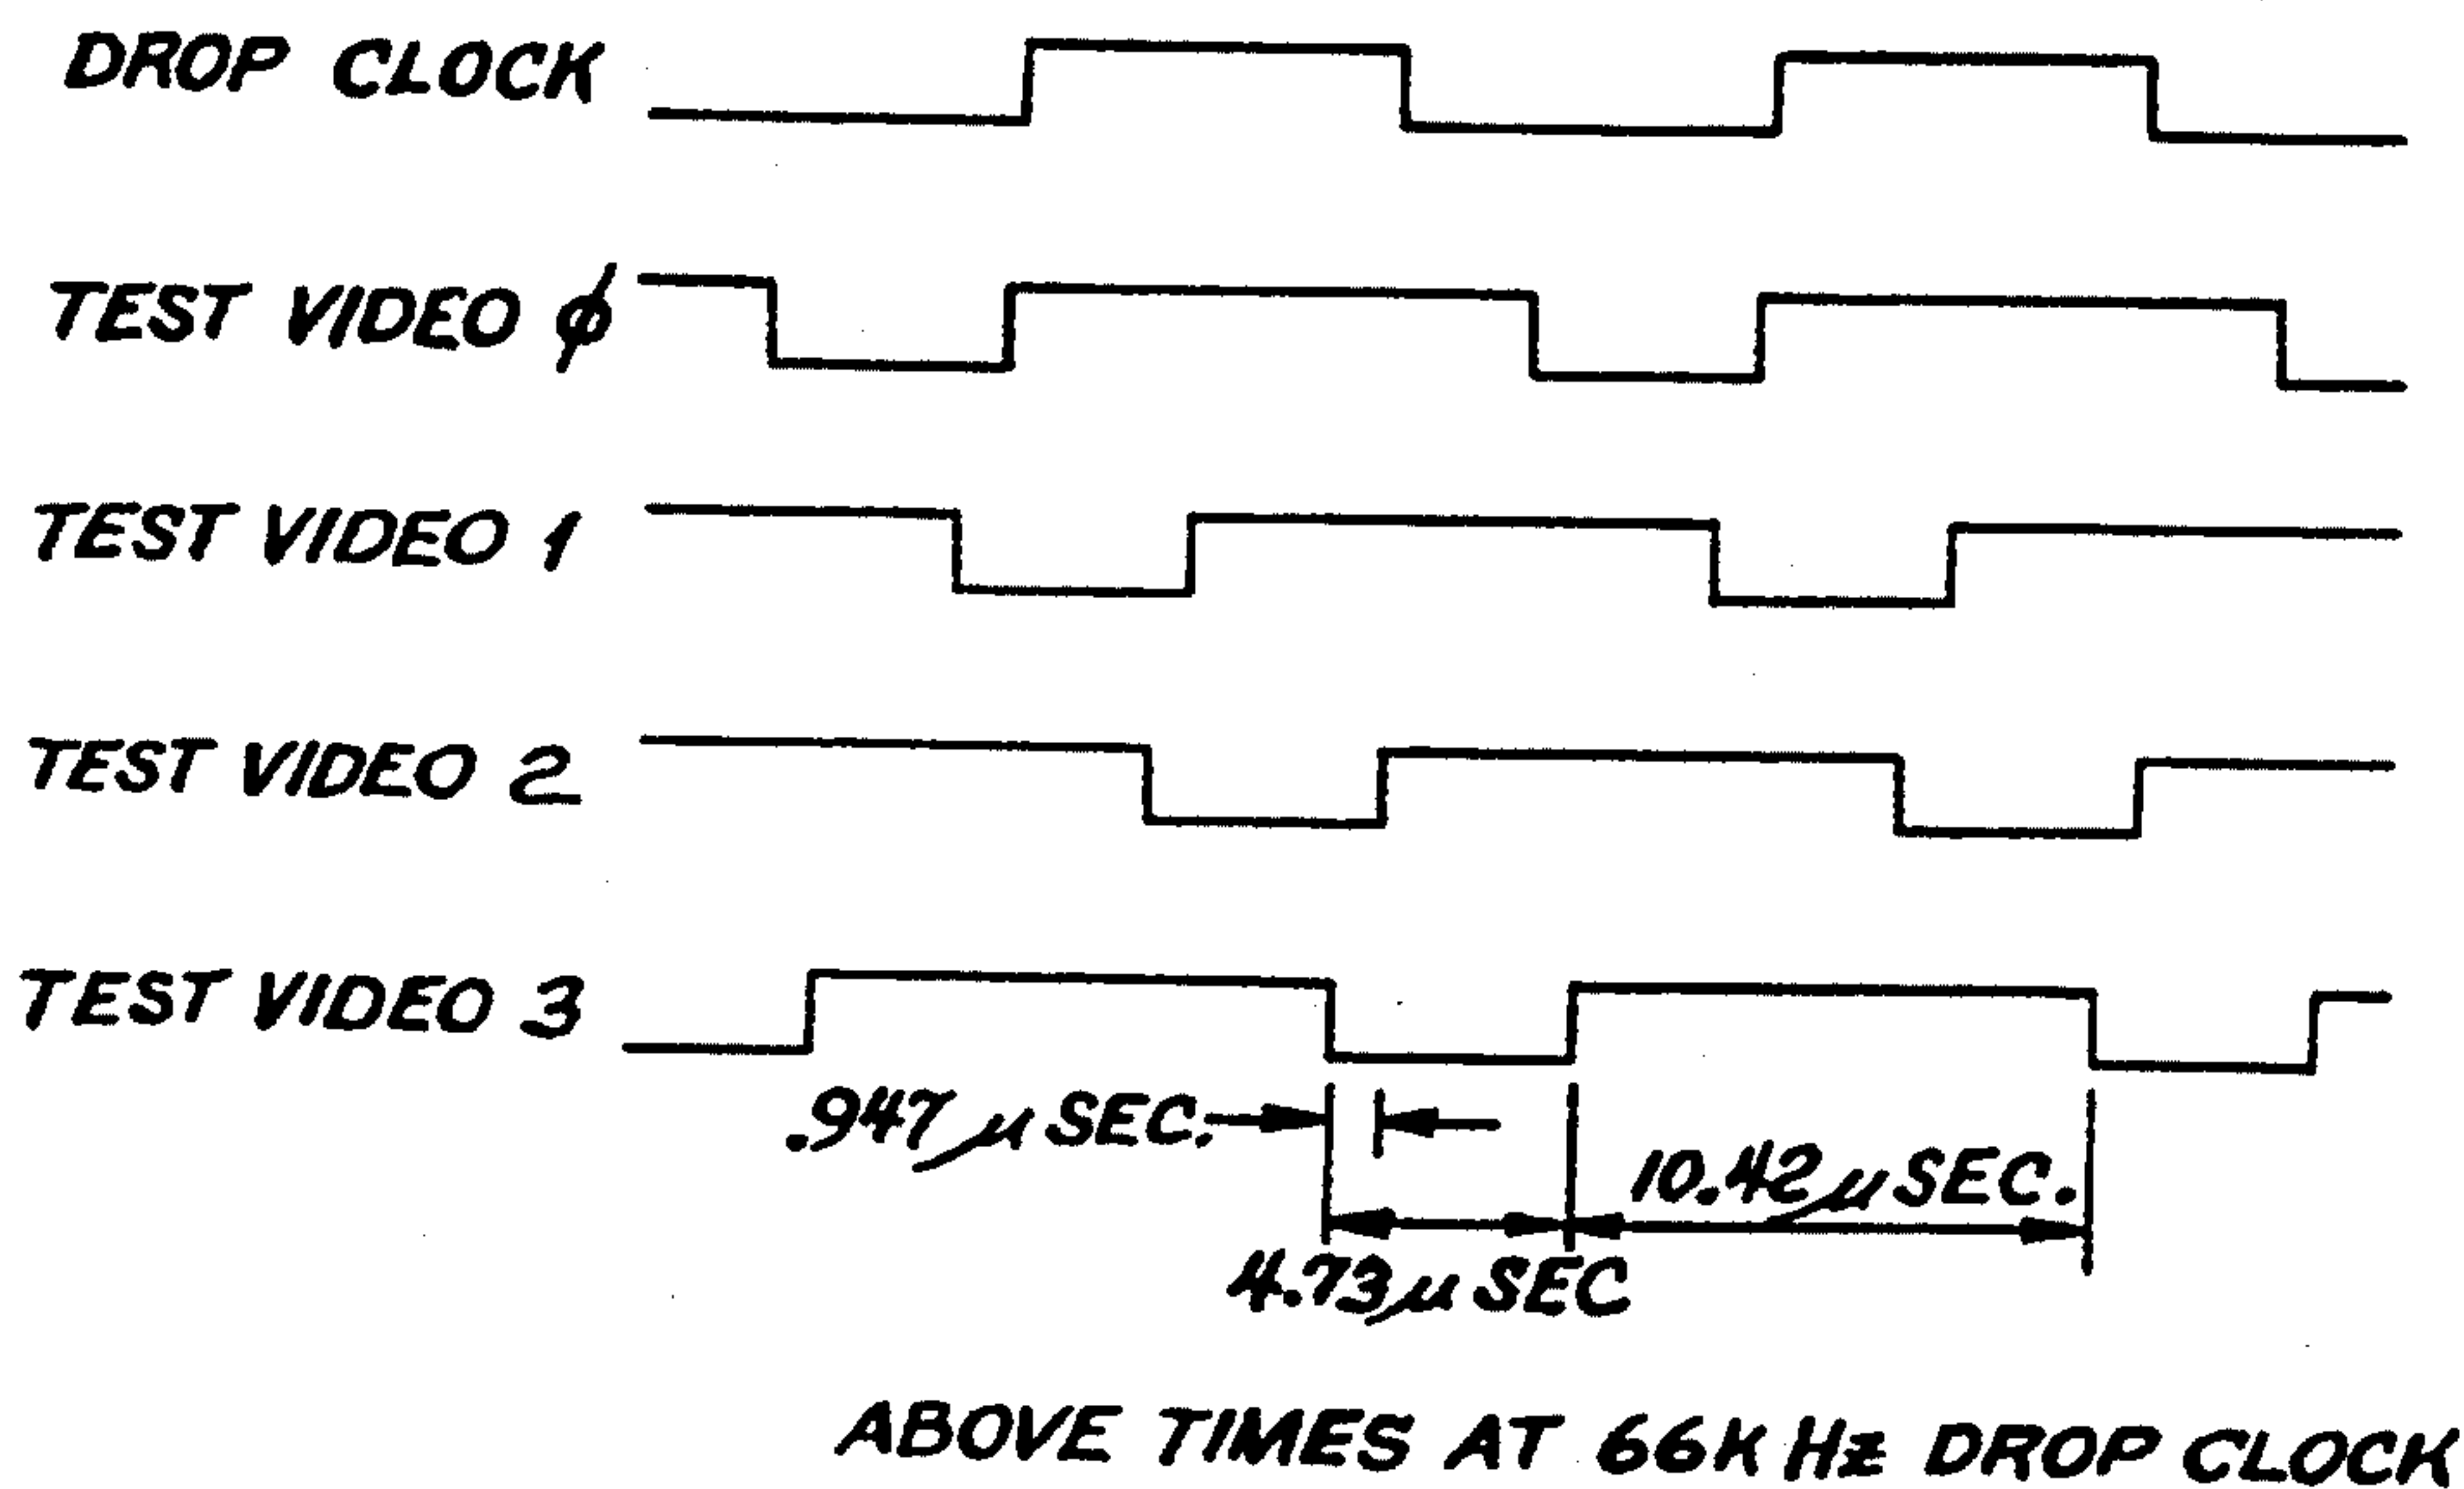 DROP CLOCK
TEST VIDEO ϕ
TEST VIDEO 1
TEST VIDEO 2
TEST VIDEO 3
.947 μ SEC.
10.42 μ SEC.
4.73 μ SEC
ABOVE TIMES AT 66K Hz DROP CLOCK